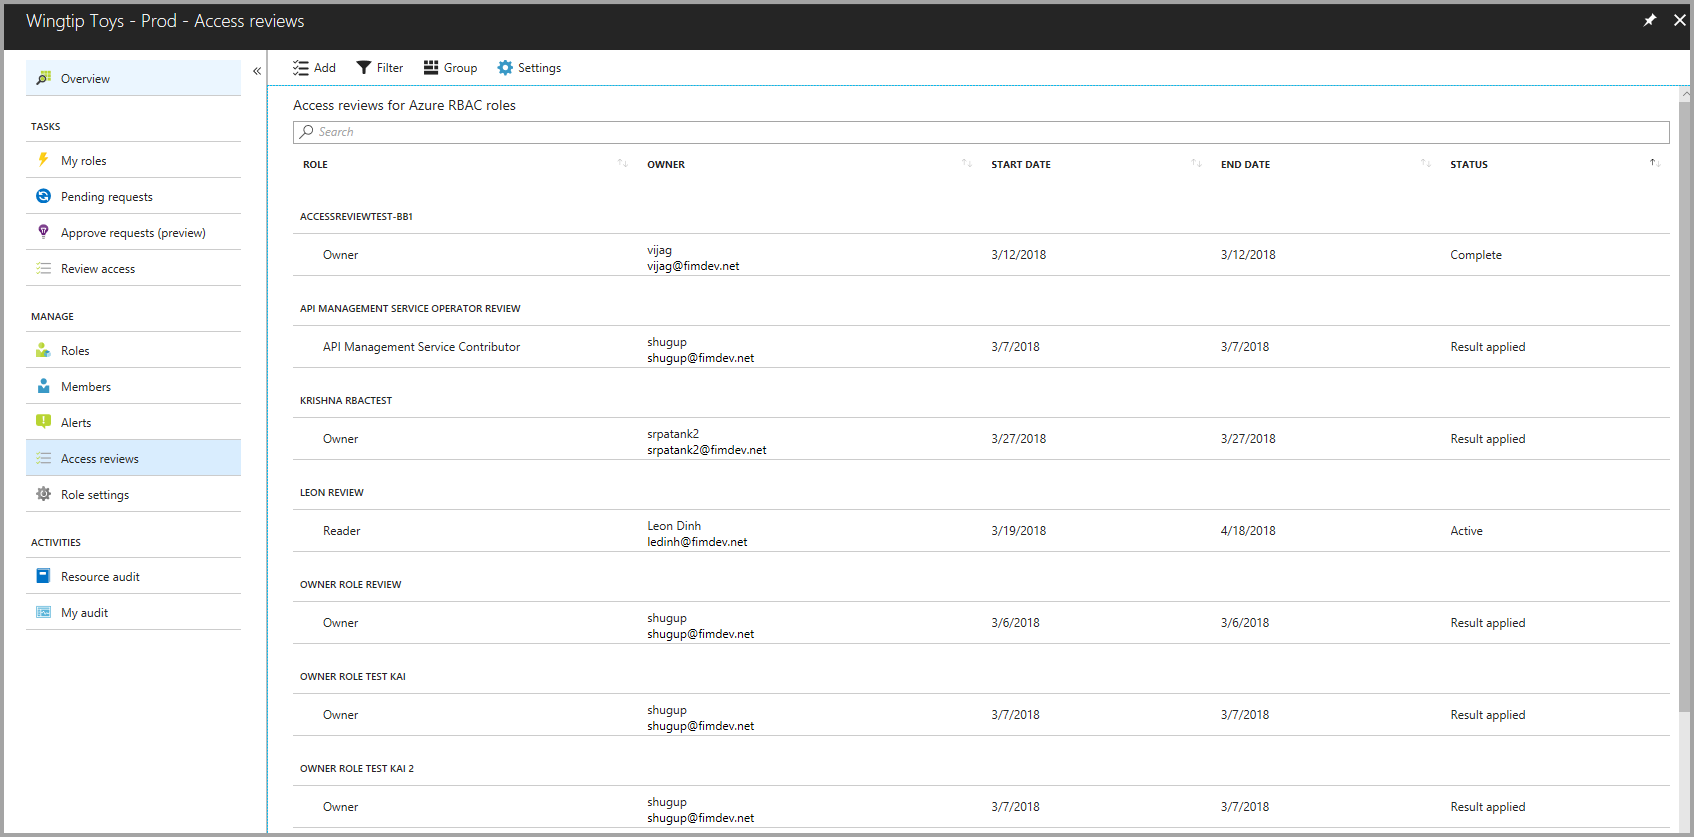 Wingtip Toys - Prod - Access reviews
Overview
TASKS
My roles
Pending requests
Approve requests (preview)
Review access
MANAGE
Roles
Members
Alerts
Access reviews
Role settings
ACTIVITIES
Resource audit
My audit
Add Filter Group Settings
Access reviews for Azure RBAC roles
Search
ROLE OWNER START DATE END DATE STATUS
ACCESSREVIEWTEST-BB1
Owner vijag 3/12/2018 3/12/2018 Complete
vijag@fimdev.net
API MANAGEMENT SERVICE OPERATOR REVIEW
API Management Service Contributor shugup 3/7/2018 3/7/2018 Result applied
shugup@fimdev.net
KRISHNA RBACTEST
Owner srpatank2 3/27/2018 3/27/2018 Result applied
srpatank2@fimdev.net
LEON REVIEW
Reader Leon Dinh 3/19/2018 4/18/2018 Active
ledinh@fimdev.net
OWNER ROLE REVIEW
Owner shugup 3/6/2018 3/6/2018 Result applied
shugup@fimdev.net
OWNER ROLE TEST KAI
Owner shugup 3/7/2018 3/7/2018 Result applied
shugup@fimdev.net
OWNER ROLE TEST KAI 2
Owner shugup 3/7/2018 3/7/2018 Result applied
shugup@fimdev.net